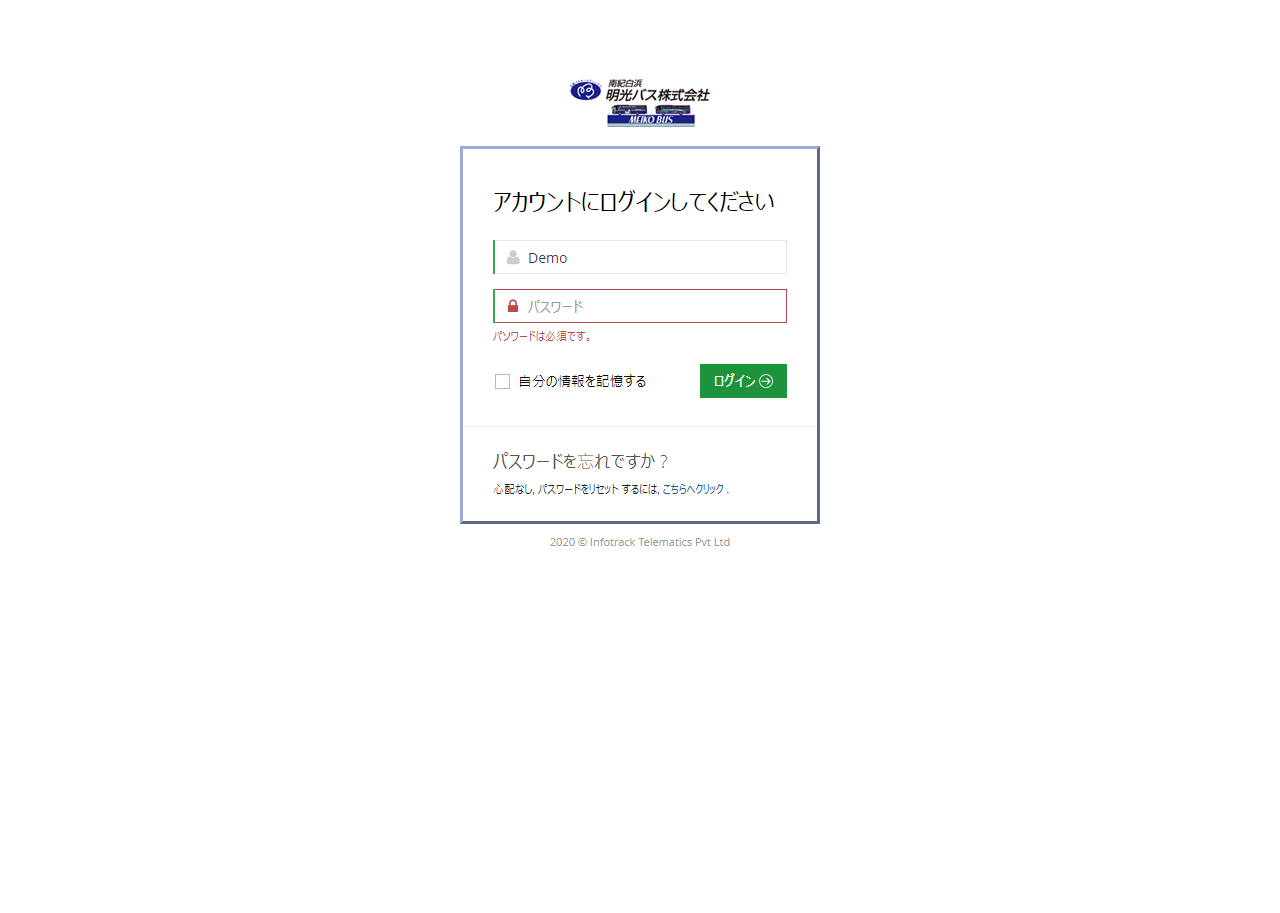 南紀白浜
明光バス株式会社
MEIKO BUS
アカウントにログインしてください
Demo
パスワード
パソワードは必須です。
自分の情報を記憶する
ログイン
パスワードを忘れですか ?
心配なし, パスワードをリセット するには, こちらへクリック .
2020 © Infotrack Telematics Pvt Ltd